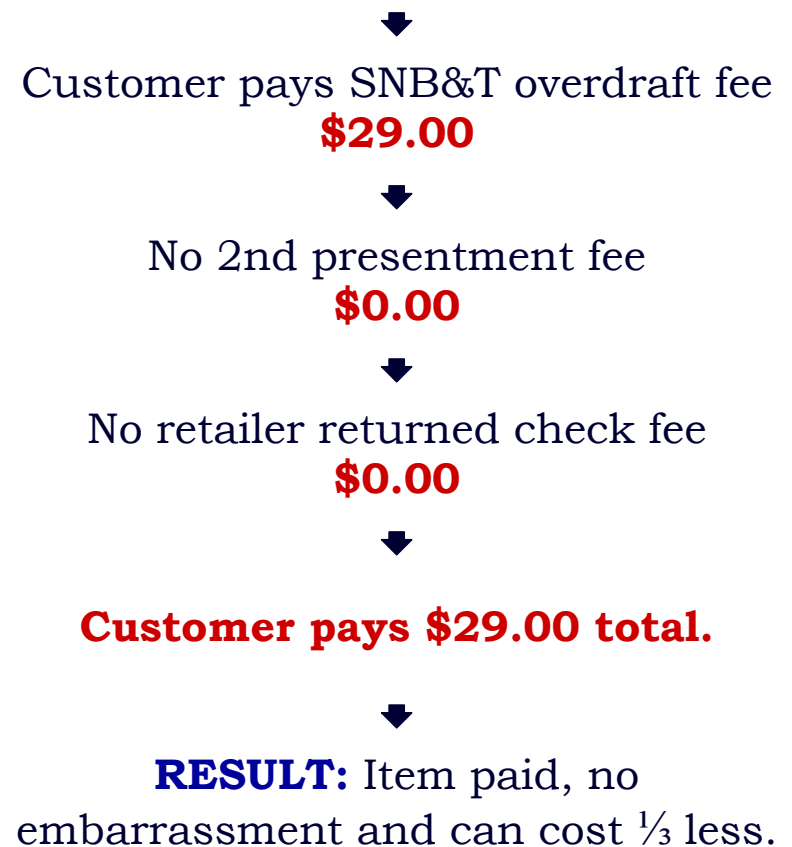 Customer pays SNB&T overdraft fee
$29.00
No 2nd presentment fee
$0.00
No retailer returned check fee
$0.00
Customer pays $29.00 total.
RESULT: Item paid, no
embarrassment and can cost ⅓ less.